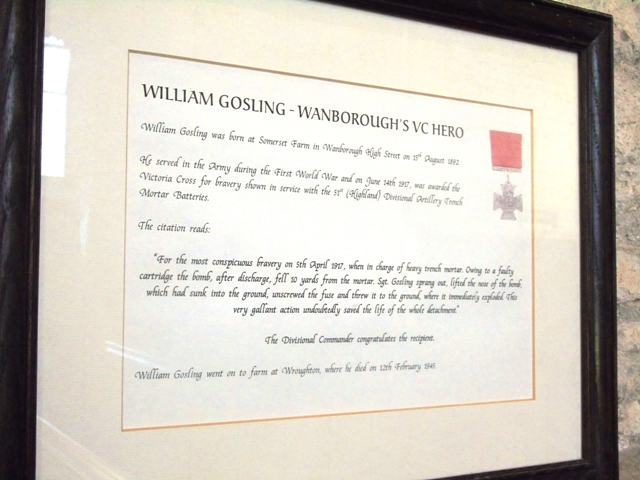 WILLIAM GOSLING - WANBOROUGH'S VC HERO
William Gosling was born at Somerset Farm in Wanborough High Street on 15th August 1892.
He served in the Army during the First World War and on June 14th 1917, was awarded the
Victoria Cross for bravery shown in service with the 51st (Highland) Divisional Artillery Trench
Mortar Batteries.
The citation reads:
"For the most conspicuous bravery on 5th April 1917, when in charge of heavy trench mortar. Owing to a faulty
cartridge the bomb, after discharge, fell 10 yards from the mortar. Sgt. Gosling sprang out, lifted the nose of the bomb,
which had sunk into the ground, unscrewed the fuse and threw it to the ground, where it immediately exploded. This
very gallant action undoubtedly saved the life of the whole detachment."
The Divisional Commander congratulates the recipient.
William Gosling went on to farm at Wroughton, where he died on 12th February 1945.